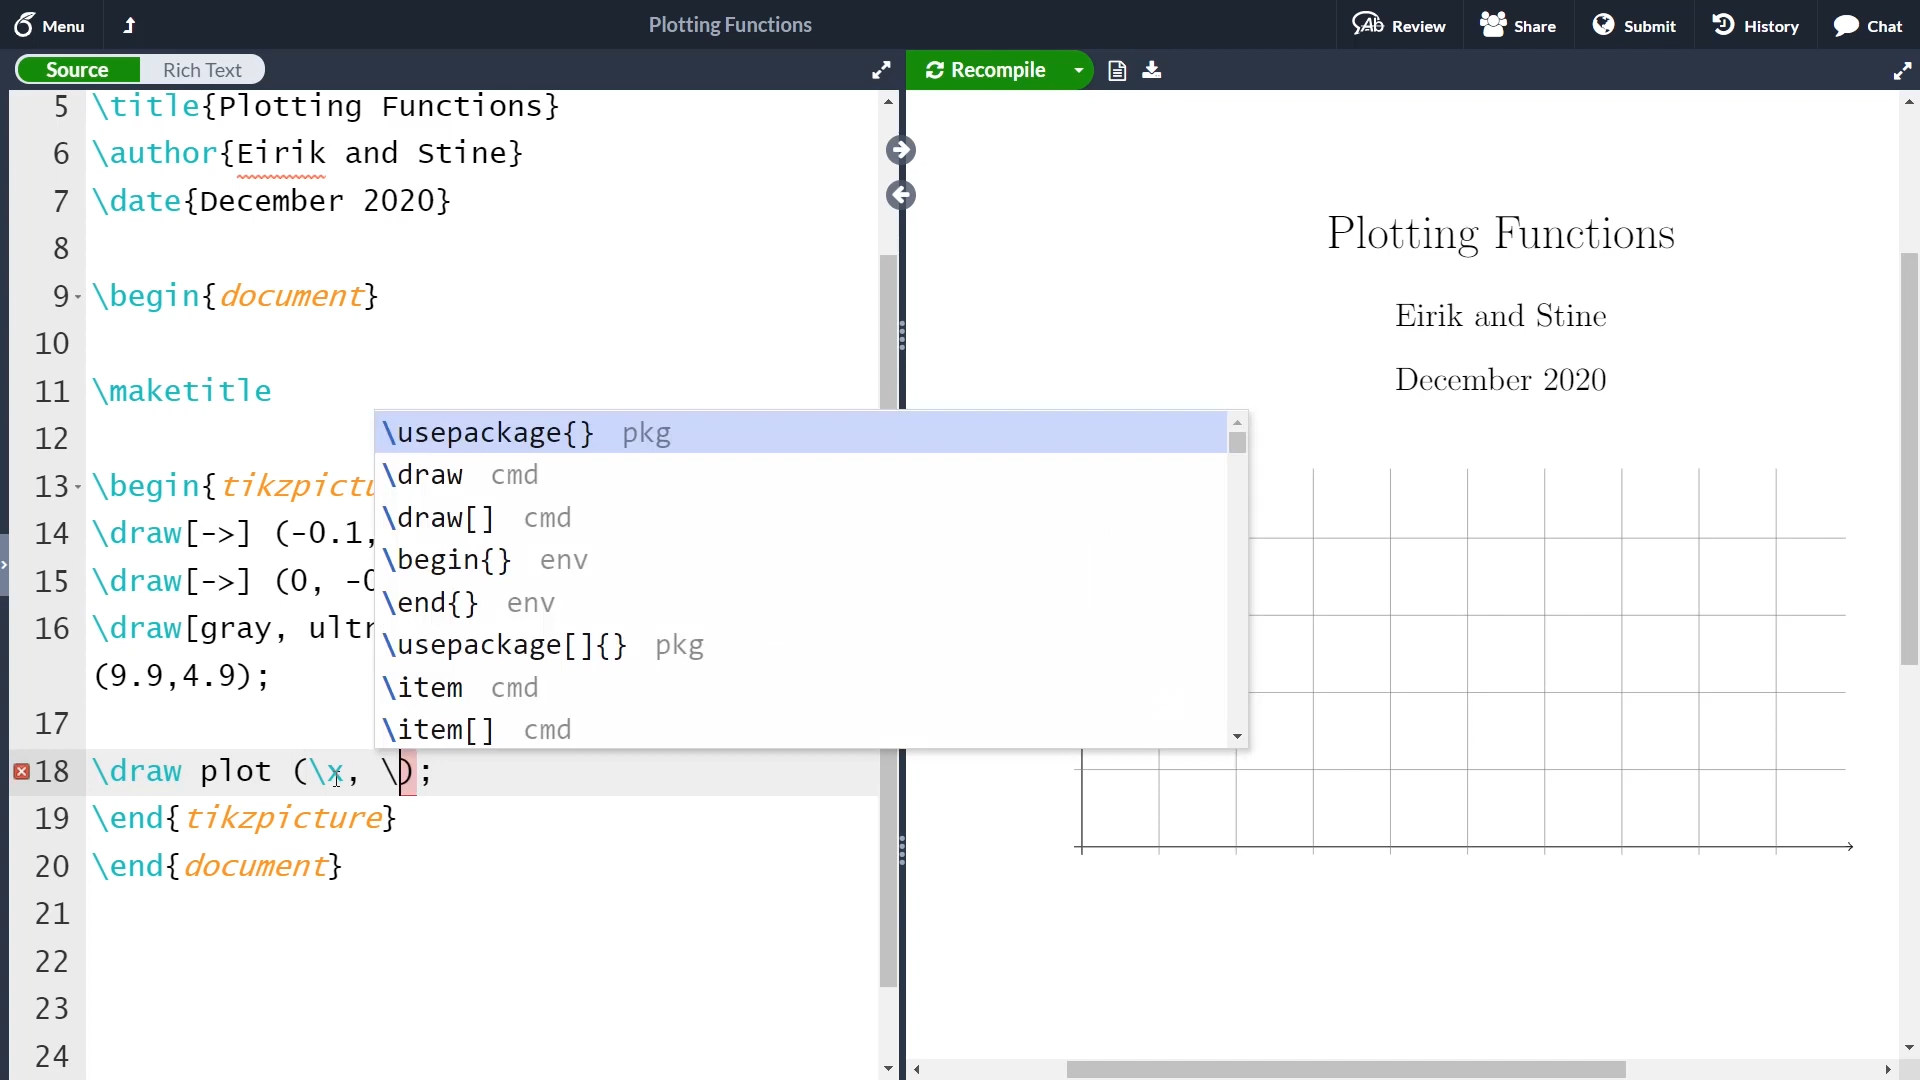 Menu
Plotting Functions
Review
Share
Submit
History
Chat
Source
Rich Text
Recompile
5 \title{Plotting Functions}
6 \author{Eirik and Stine}
7 \date{December 2020}
8
9 \begin{document}
10
11 \maketitle
12
13 \begin{tikzpictu
14 \draw[->] (-0.1,
15 \draw[->] (0, -0
16 \draw[gray, ultr
(9.9,4.9);
17
18 \draw plot (\x, \);
19 \end{tikzpicture}
20 \end{document}
21
22
23
24
\usepackage{} pkg
\draw cmd
\draw[] cmd
\begin{} env
\end{} env
\usepackage[]{} pkg
\item cmd
\item[] cmd
Plotting Functions
Eirik and Stine
December 2020